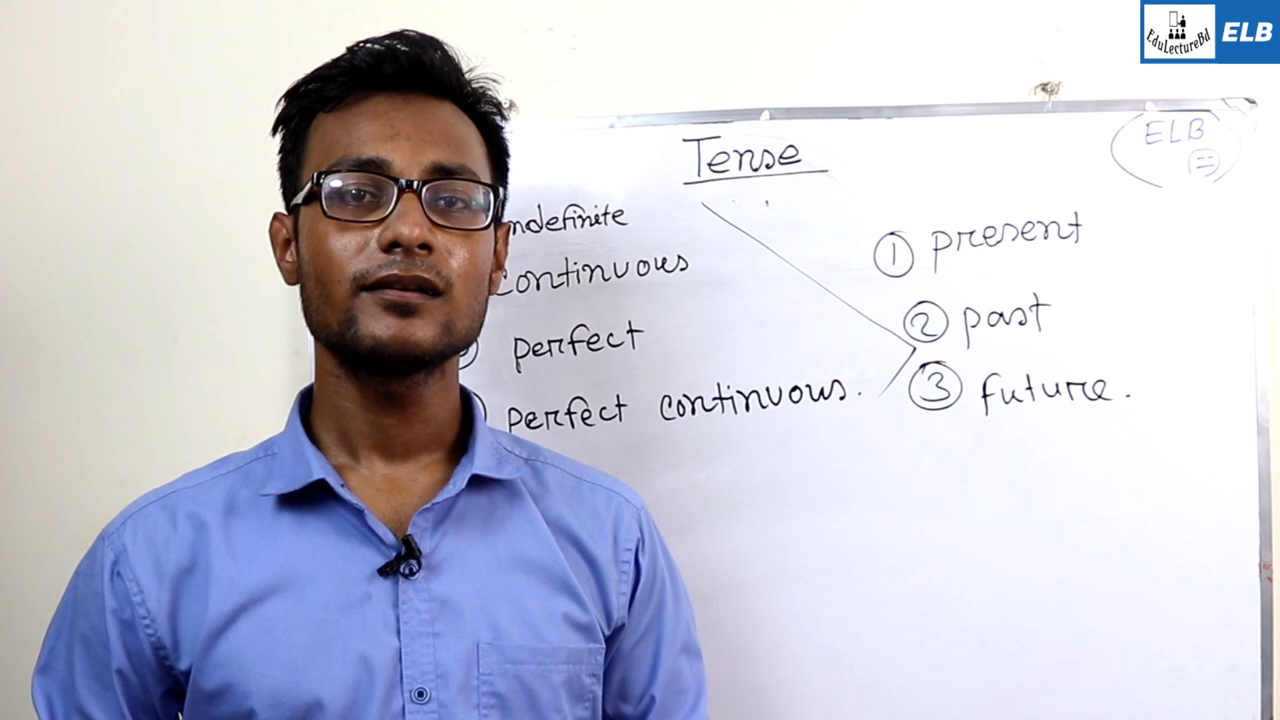 EduLectureBd
ELB
Tense
ELB
ndefinite
continuous
perfect
perfect continuous.
① present
② past
③ future.